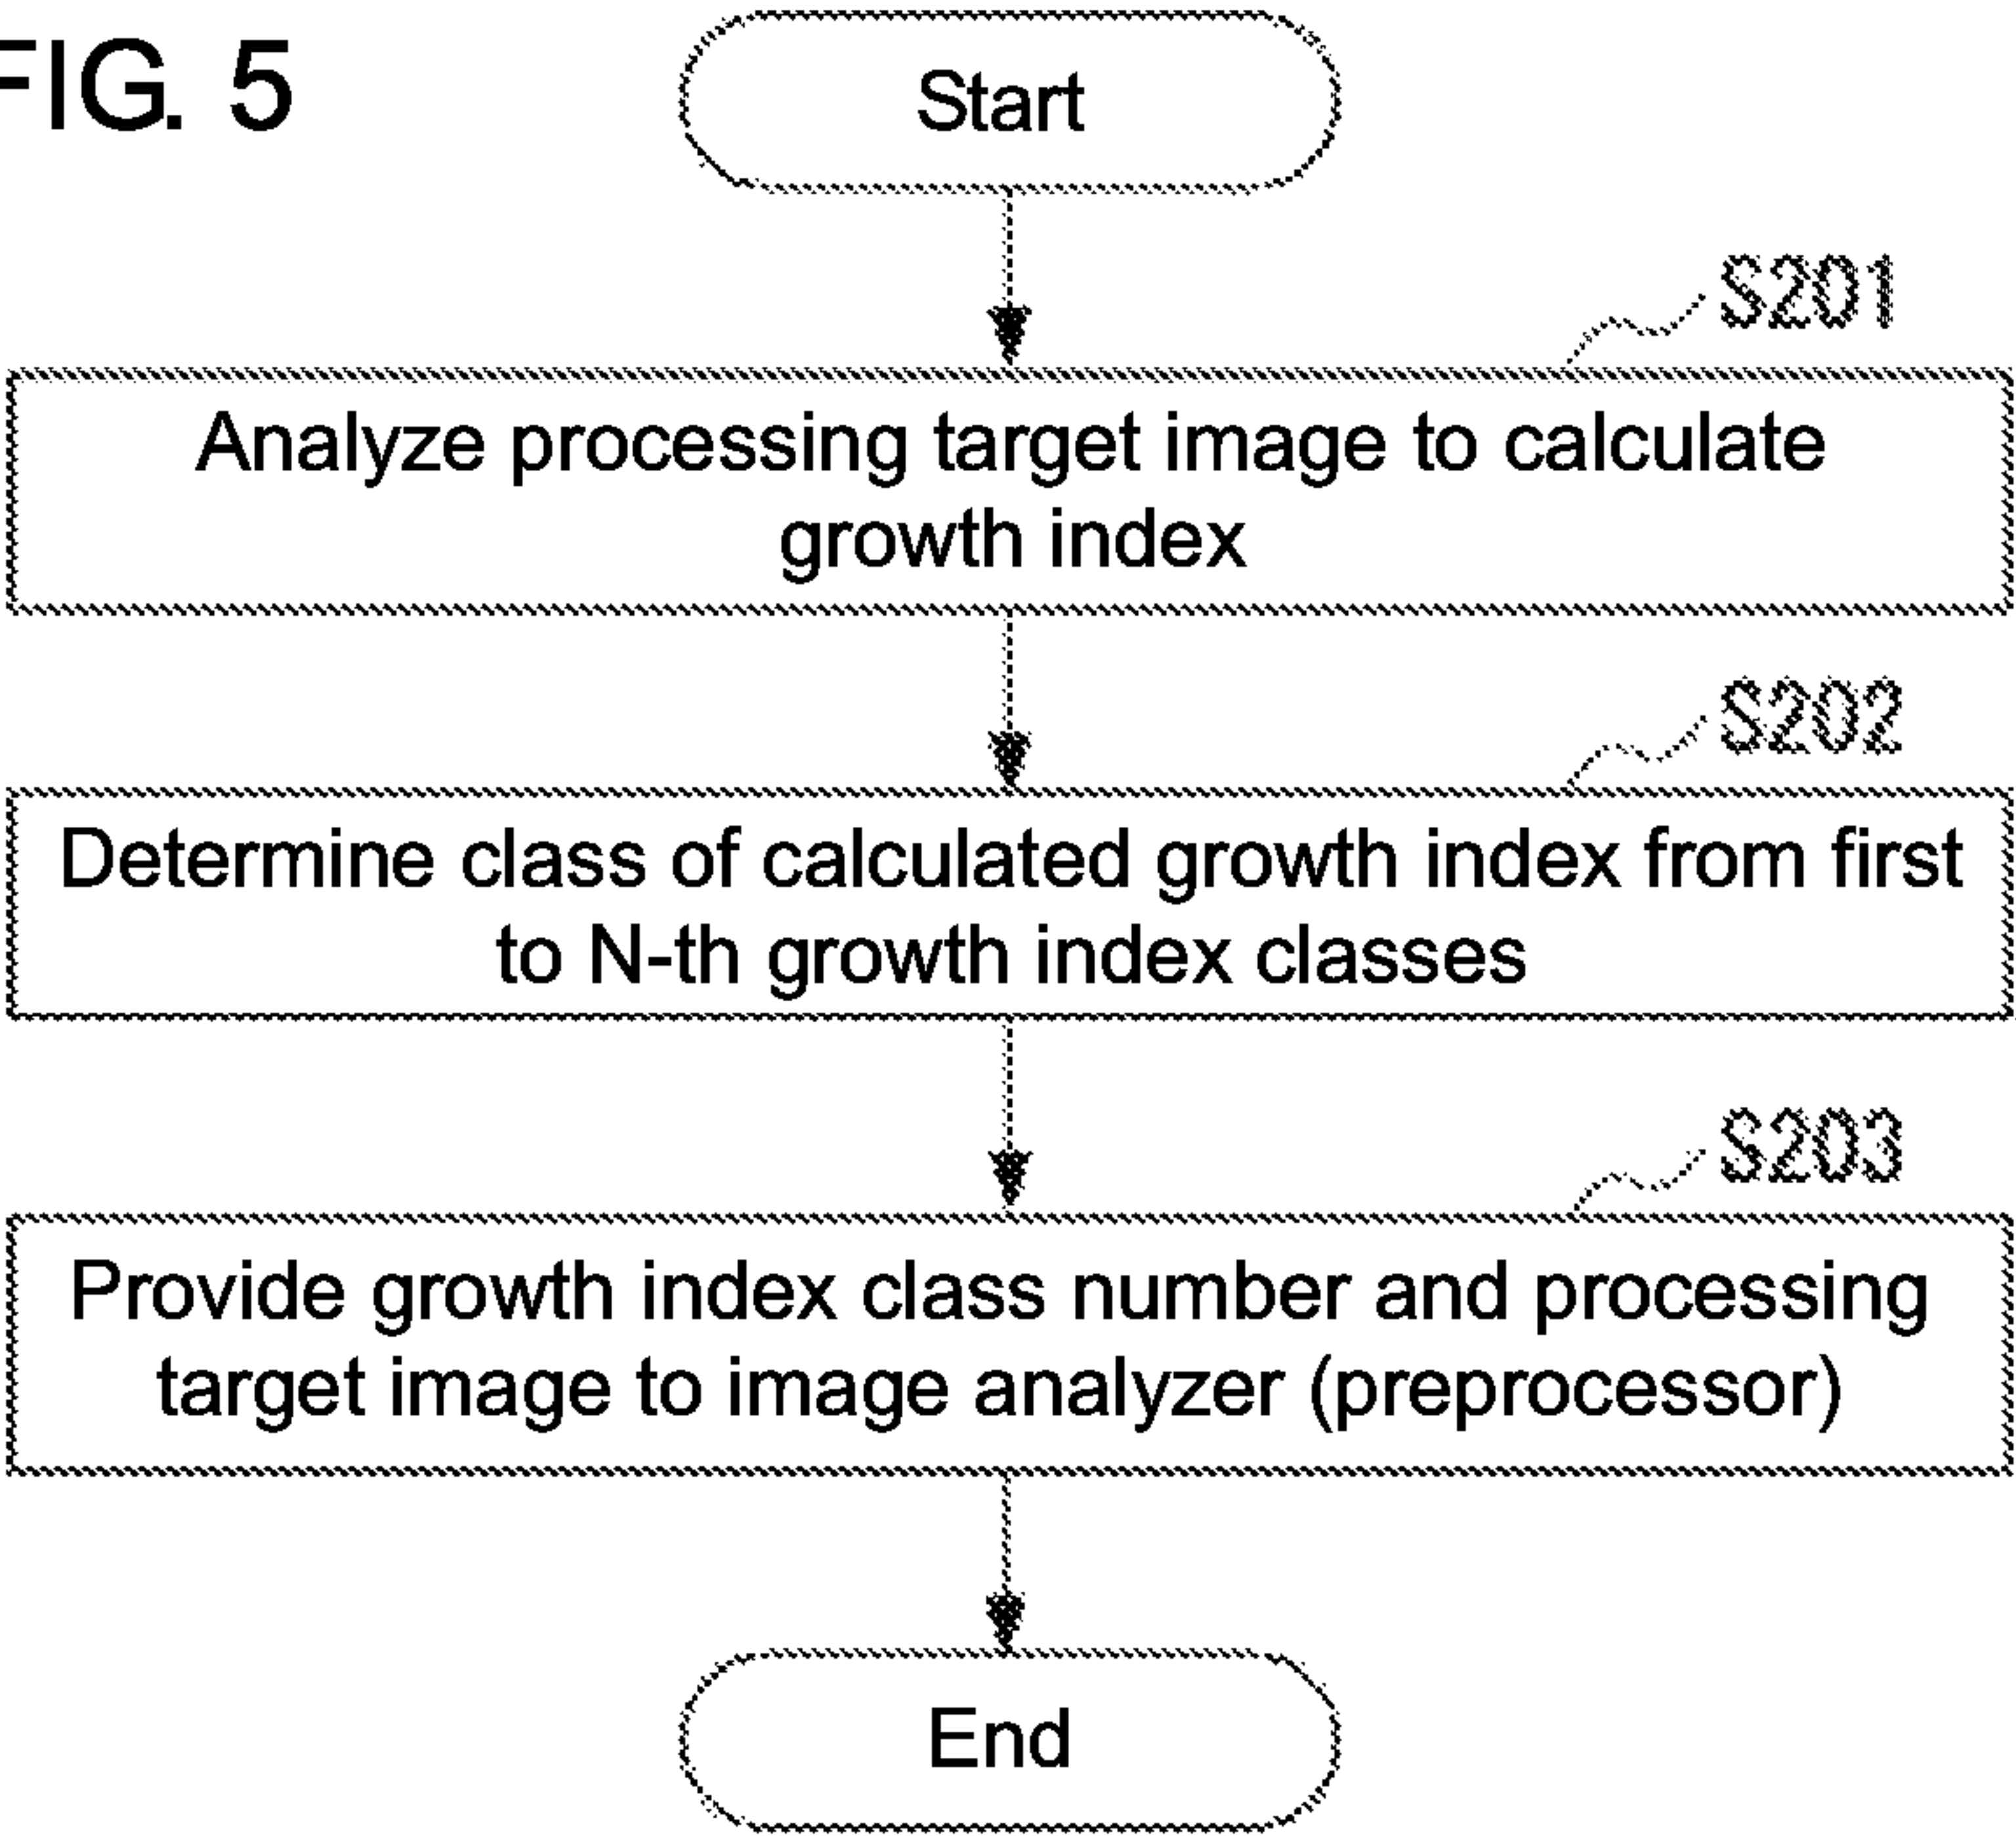 FIG. 5
Start
S201
Analyze processing target image to calculate
growth index
S202
Determine class of calculated growth index from first
to N-th growth index classes
S203
Provide growth index class number and processing
target image to image analyzer (preprocessor)
End